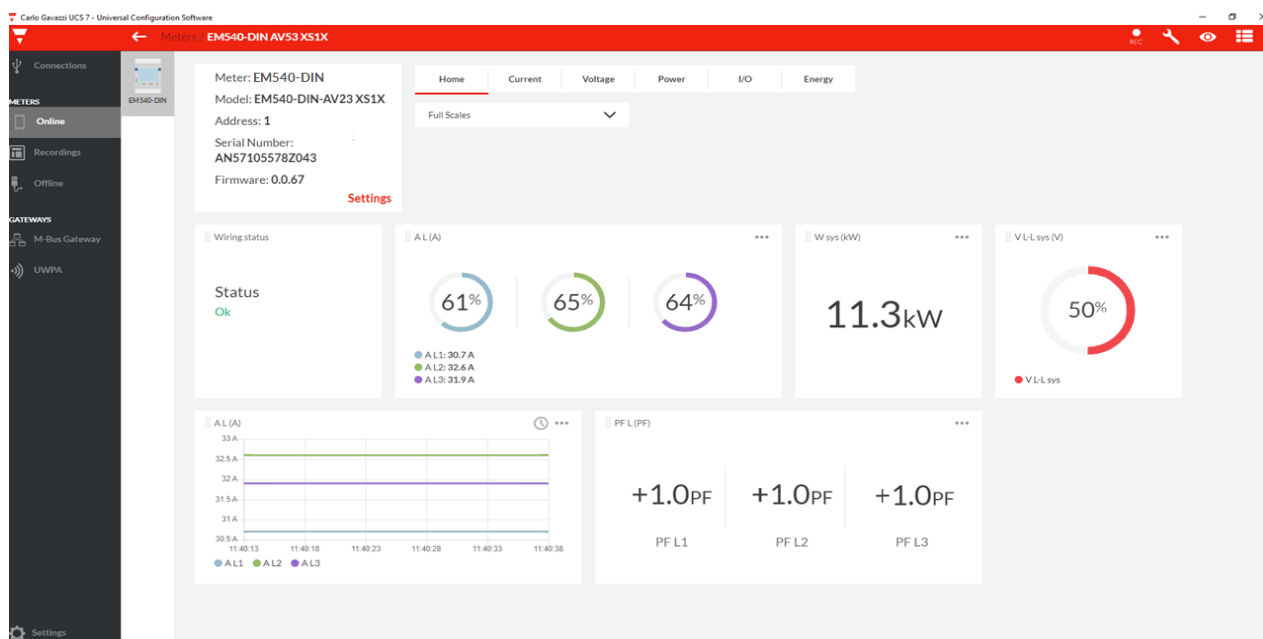 Carlo Gavazzi UCS 7 - Universal Configuration Software
Meters / EM540-DIN AV53 XS1X
REC
Connections
METERS
Online
Recordings
Offline
GATEWAYS
M-Bus Gateway
UWPA
Settings
EM540-DIN
Meter: EM540-DIN
Model: EM540-DIN-AV23 XS1X
Address: 1
Serial Number:
AN57105578Z043
Firmware: 0.0.67
Settings
Home Current Voltage Power I/O Energy
Full Scales
Wiring status
Status
Ok
A L (A)
61% 65% 64%
A L1: 30.7 A
A L2: 32.6 A
A L3: 31.9 A
W sys (kW)
11.3kW
V L-L sys (V)
50%
V L-L sys
A L (A)
33 A
32.5 A
32 A
31.5 A
31 A
30.5 A
11:40:13 11:40:18 11:40:23 11:40:28 11:40:33 11:40:38
A L1 A L2 A L3
PF L (PF)
+1.0PF +1.0PF +1.0PF
PF L1 PF L2 PF L3